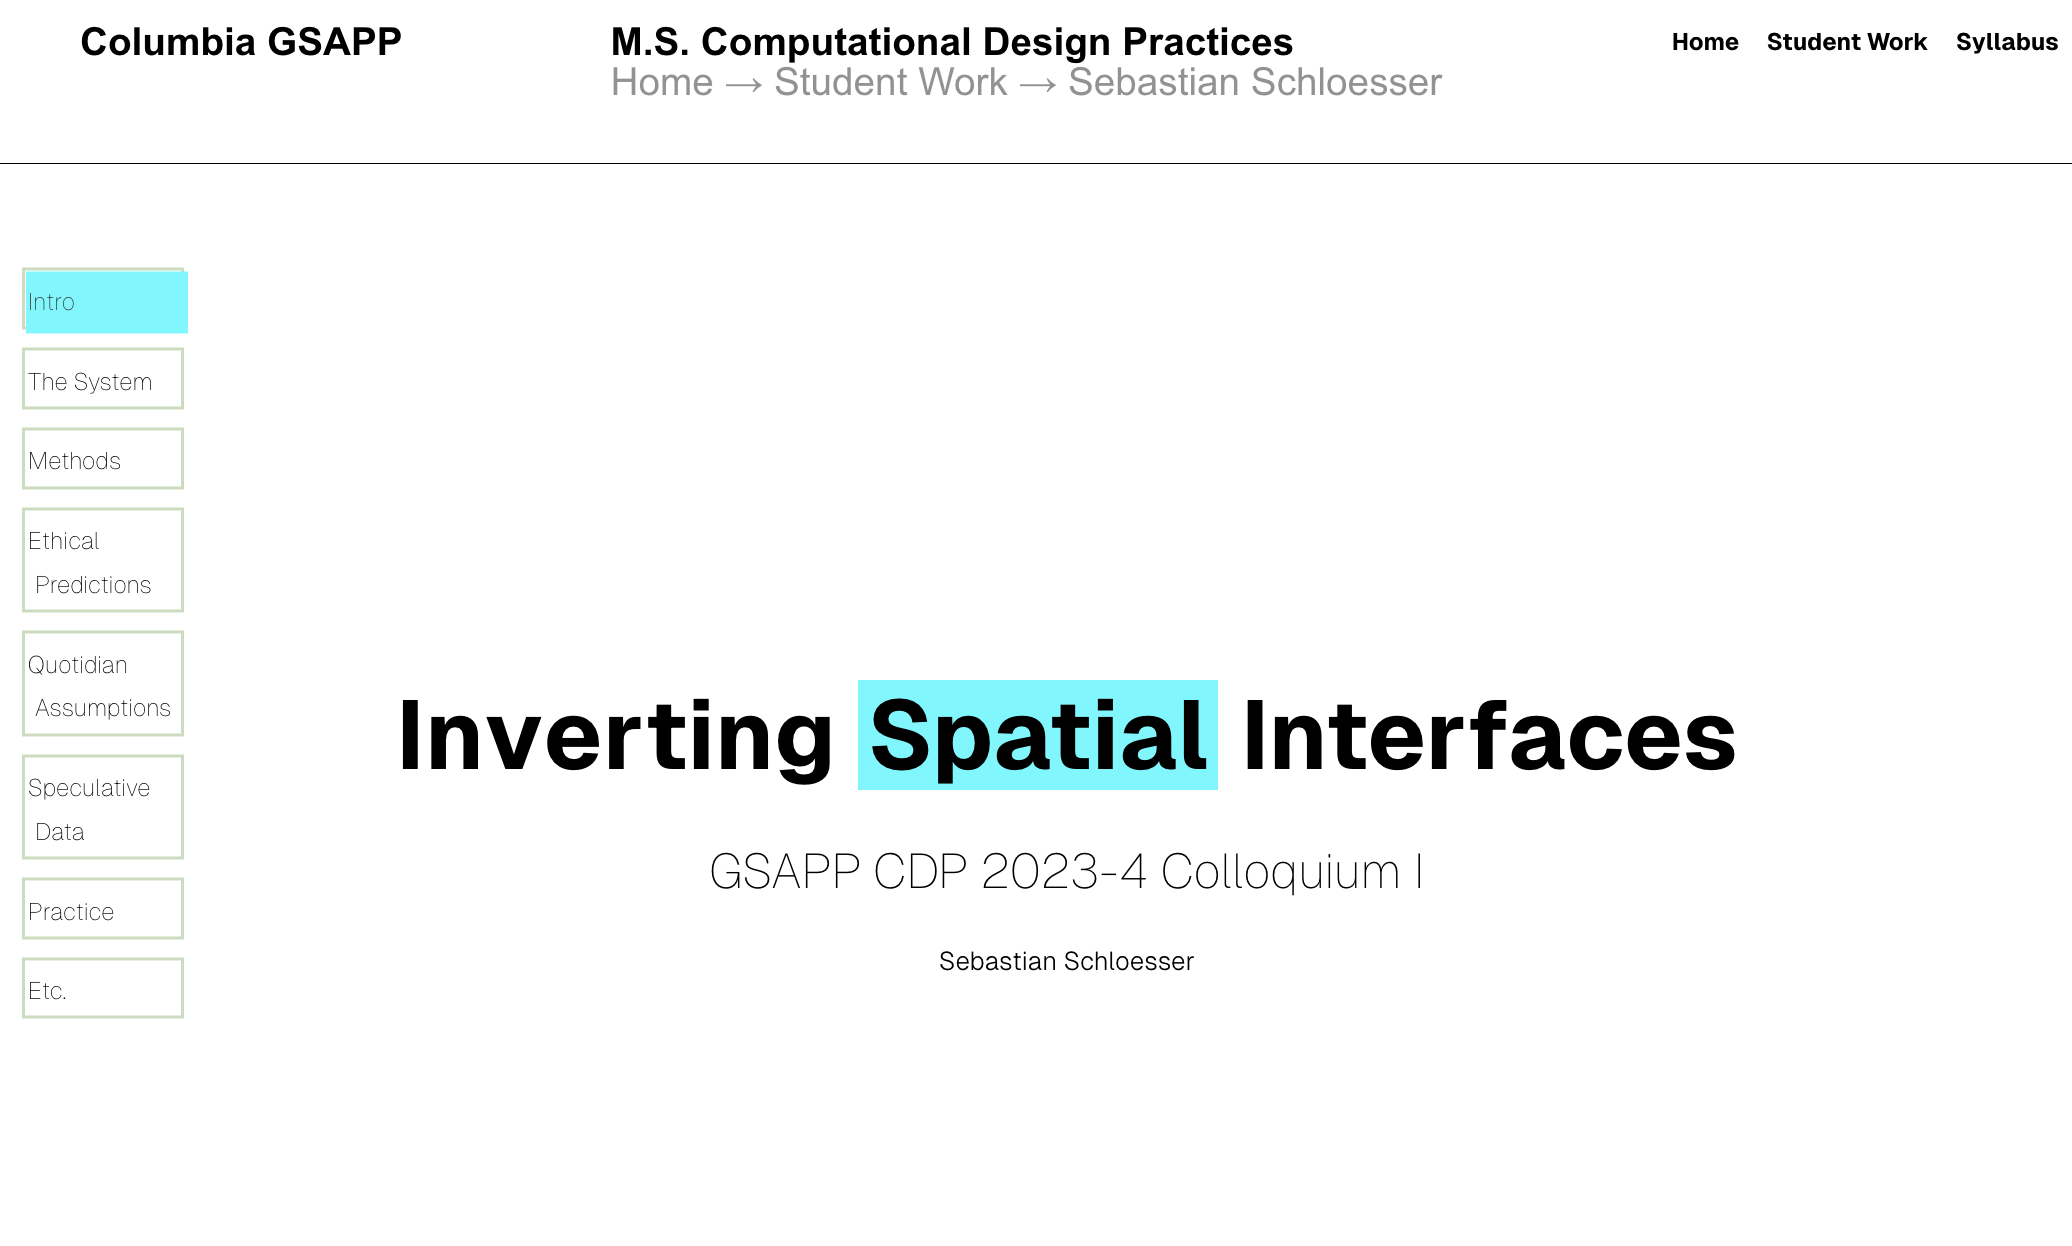 Columbia GSAPP
M.S. Computational Design Practices
Home → Student Work → Sebastian Schloesser
Home Student Work Syllabus
Intro
The System
Methods
Ethical
Predictions
Quotidian
Assumptions
Speculative
Data
Practice
Etc.
Inverting Spatial Interfaces
GSAPP CDP 2023-4 Colloquium I
Sebastian Schloesser